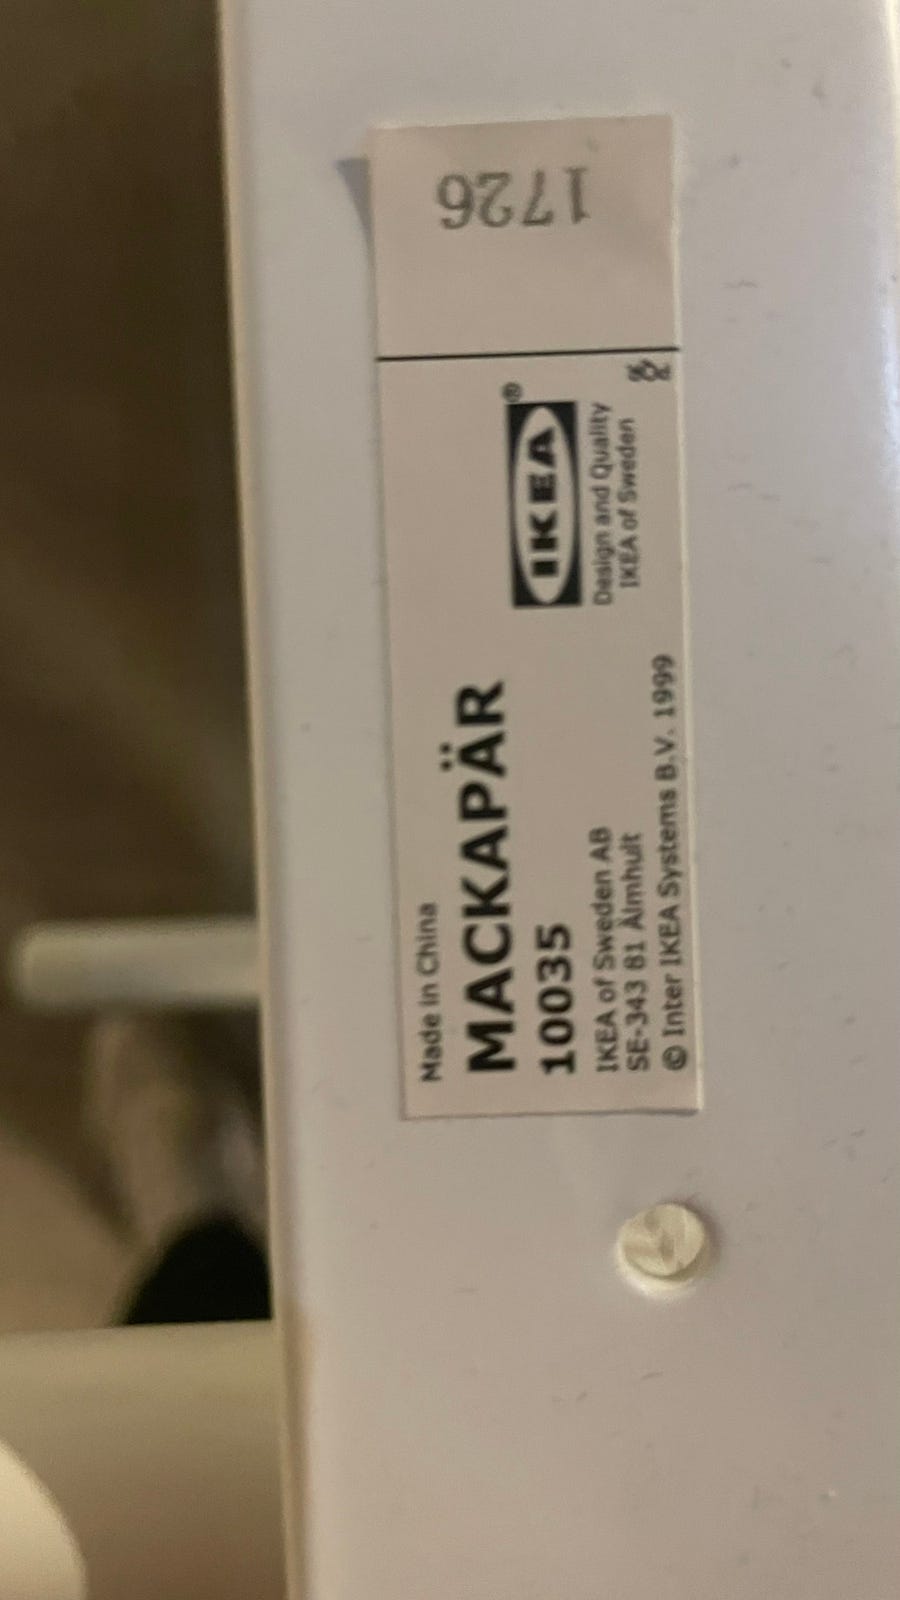 1726
Made in China
MACKAPÄR
10035
IKEA of Sweden AB
SE-343 81 Älmhult
© Inter IKEA Systems B.V. 1999
IKEA®
Design and Quality
IKEA of Sweden